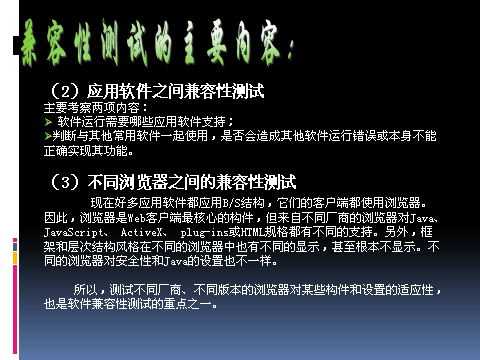 兼容性测试的主要内容：
（2）应用软件之间兼容性测试
主要考察两项内容：
➢ 软件运行需要哪些应用软件支持；
➢判断与其他常用软件一起使用，是否会造成其他软件运行错误或本身不能
正确实现其功能。
（3）不同浏览器之间的兼容性测试
现在好多应用软件都应用B/S结构，它们的客户端都使用浏览器。
因此，浏览器是Web客户端最核心的构件，但来自不同厂商的浏览器对Java、
JavaScript、 ActiveX、 plug-ins或HTML规格都有不同的支持。另外，框
架和层次结构风格在不同的浏览器中也有不同的显示，甚至根本不显示。不
同的浏览器对安全性和Java的设置也不一样。
所以，测试不同厂商、不同版本的浏览器对某些构件和设置的适应性，
也是软件兼容性测试的重点之一。